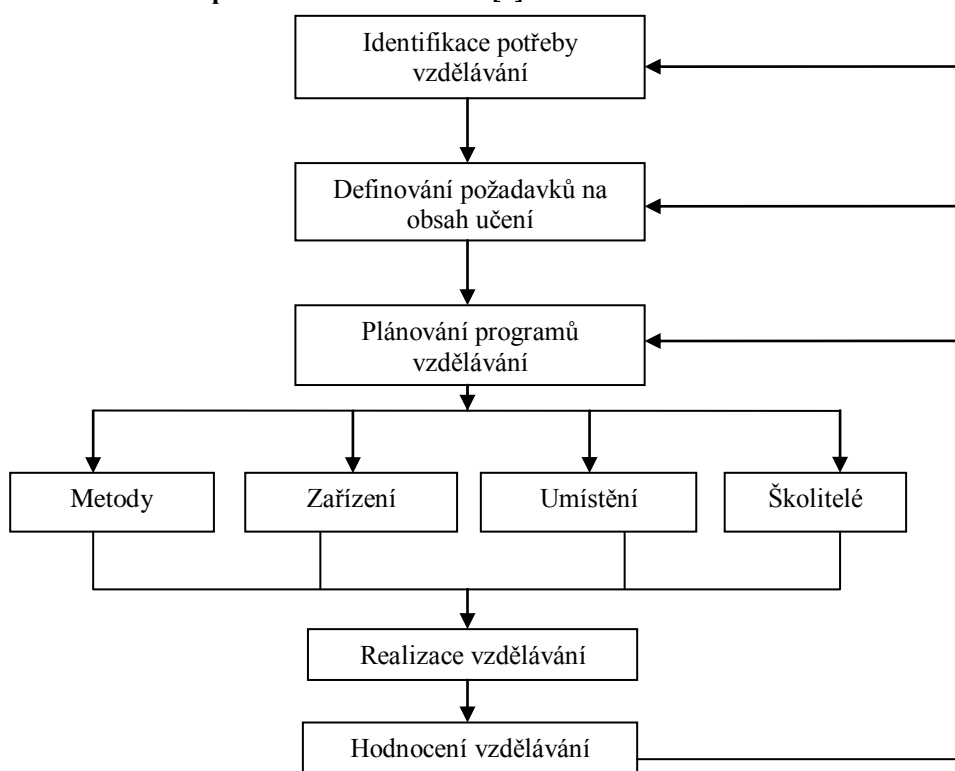 Identifikace potřeby
vzdělávání
Definování požadavků na
obsah učení
Plánování programů
vzdělávání
Metody
Zařízení
Umístění
Školitelé
Realizace vzdělávání
Hodnocení vzdělávání